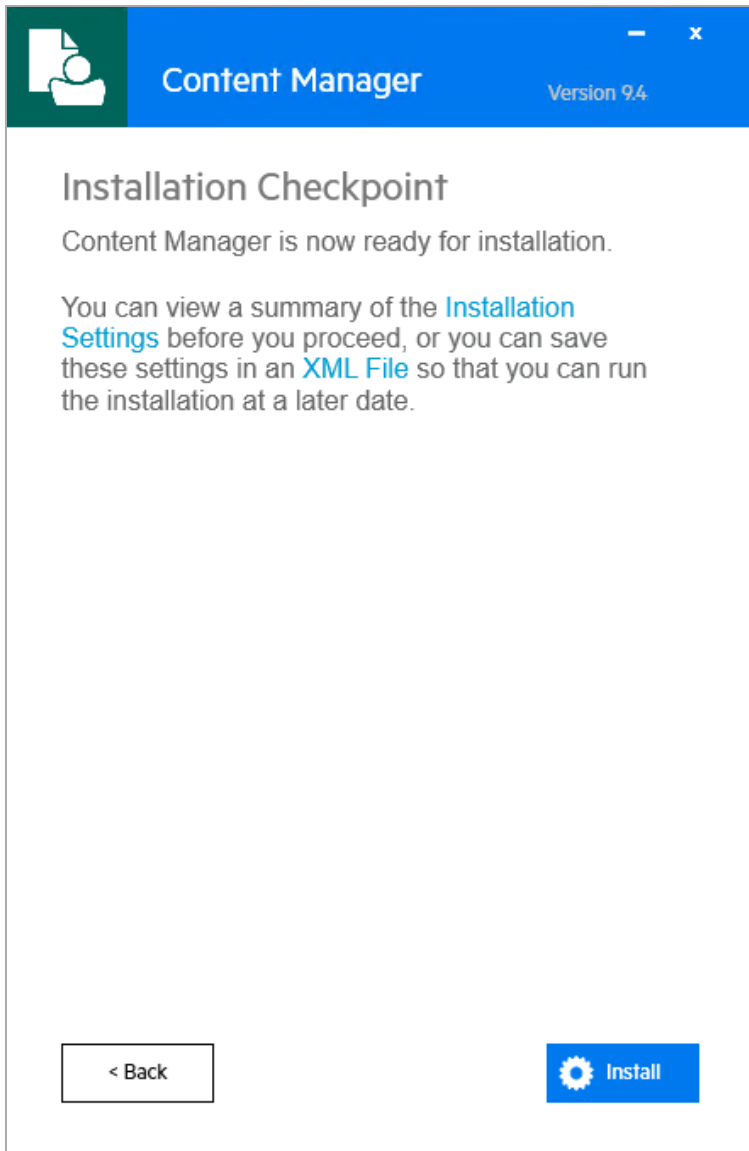 – x
Content Manager
Version 9.4
Installation Checkpoint
Content Manager is now ready for installation.
You can view a summary of the Installation
Settings before you proceed, or you can save
these settings in an XML File so that you can run
the installation at a later date.
< Back
Install